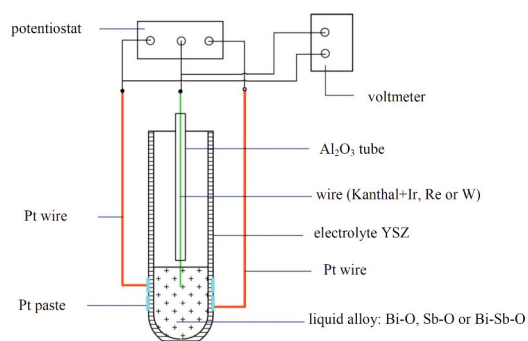 potentiostat
voltmeter
Al₂O₃ tube
wire (Kanthal+Ir, Re or W)
Pt wire
electrolyte YSZ
Pt wire
Pt paste
liquid alloy: Bi-O, Sb-O or Bi-Sb-O